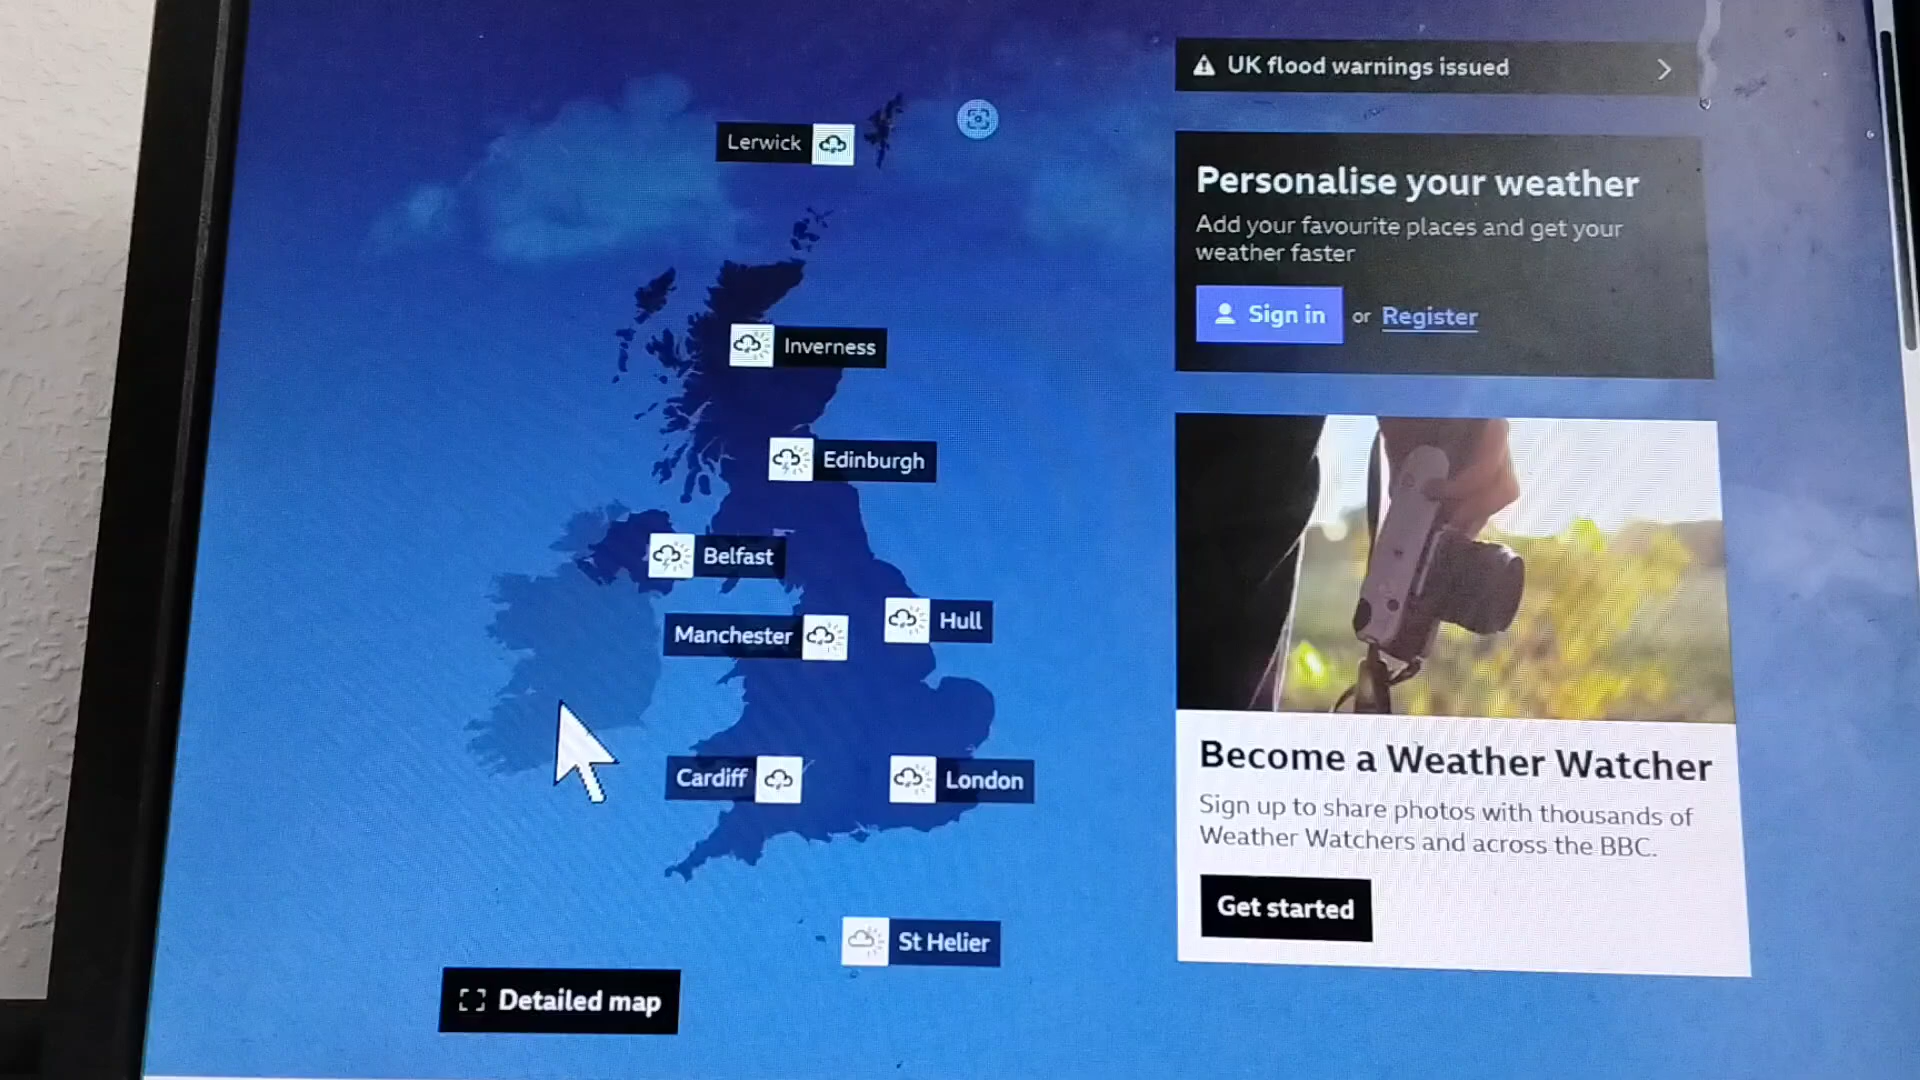 UK flood warnings issued
Lerwick
Personalise your weather
Add your favourite places and get your
weather faster
Sign in or Register
Inverness
Edinburgh
Belfast
Manchester
Hull
Cardiff
London
St Helier
Detailed map
Become a Weather Watcher
Sign up to share photos with thousands of
Weather Watchers and across the BBC.
Get started